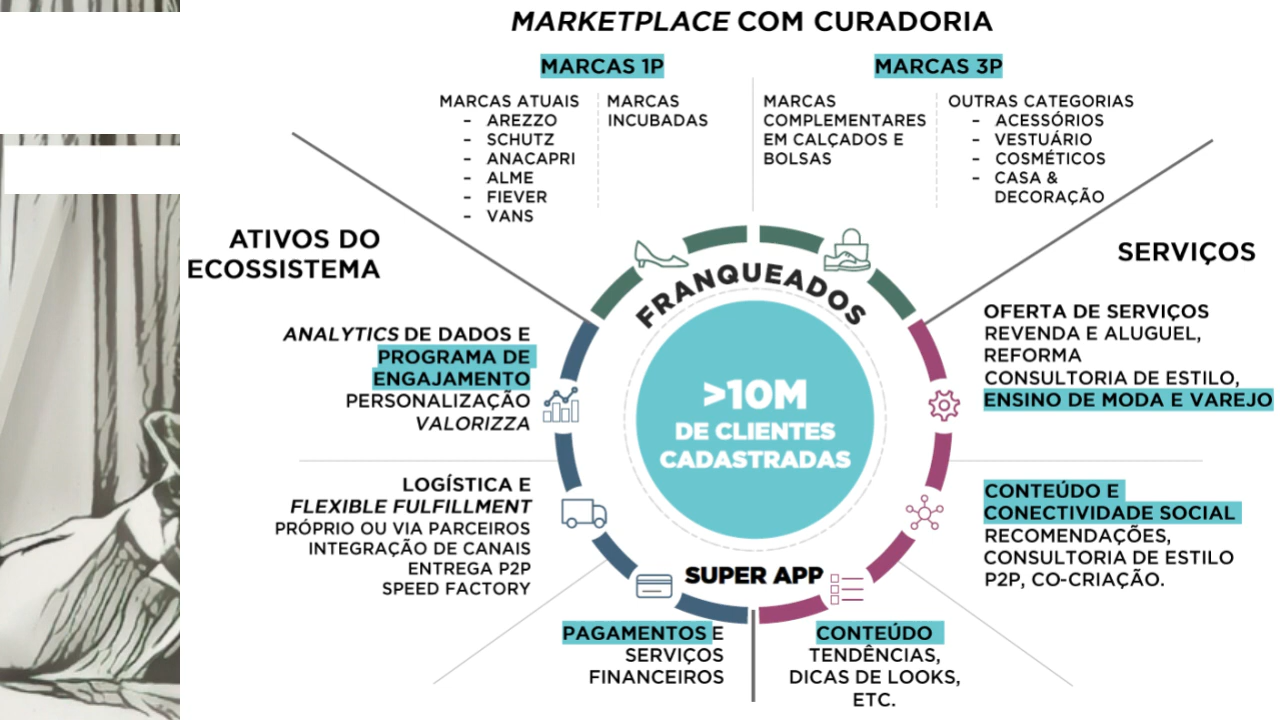 MARKETPLACE COM CURADORIA
MARCAS 1P
MARCAS ATUAIS
- AREZZO
- SCHUTZ
- ANACAPRI
- ALME
- FIEVER
- VANS
MARCAS
INCUBADAS
MARCAS 3P
MARCAS
COMPLEMENTARES
EM CALÇADOS E
BOLSAS
OUTRAS CATEGORIAS
- ACESSÓRIOS
- VESTUÁRIO
- COSMÉTICOS
- CASA &
DECORAÇÃO
ATIVOS DO
ECOSSISTEMA
ANALYTICS DE DADOS E
PROGRAMA DE
ENGAJAMENTO
PERSONALIZAÇÃO
VALORIZZA
LOGÍSTICA E
FLEXIBLE FULFILLMENT
PRÓPRIO OU VIA PARCEIROS
INTEGRAÇÃO DE CANAIS
ENTREGA P2P
SPEED FACTORY
PAGAMENTOS E
SERVIÇOS
FINANCEIROS
FRANQUEADOS
>10M
DE CLIENTES
CADASTRADAS
SUPER APP
SERVIÇOS
OFERTA DE SERVIÇOS
REVENDA E ALUGUEL,
REFORMA
CONSULTORIA DE ESTILO,
ENSINO DE MODA E VAREJO
CONTEÚDO E
CONECTIVIDADE SOCIAL
RECOMENDAÇÕES,
CONSULTORIA DE ESTILO
P2P, CO-CRIAÇÃO.
CONTEÚDO
TENDÊNCIAS,
DICAS DE LOOKS,
ETC.